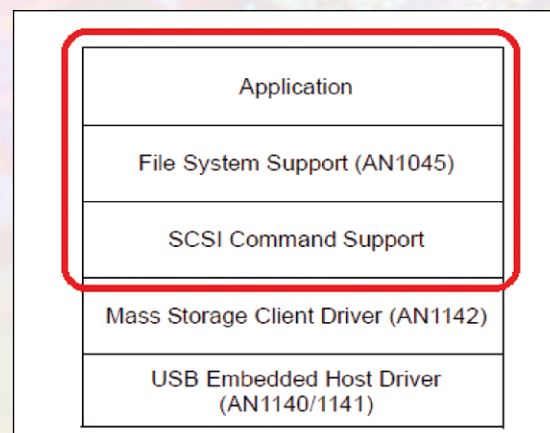 Application
File System Support (AN1045)
SCSI Command Support
Mass Storage Client Driver (AN1142)
USB Embedded Host Driver
(AN1140/1141)